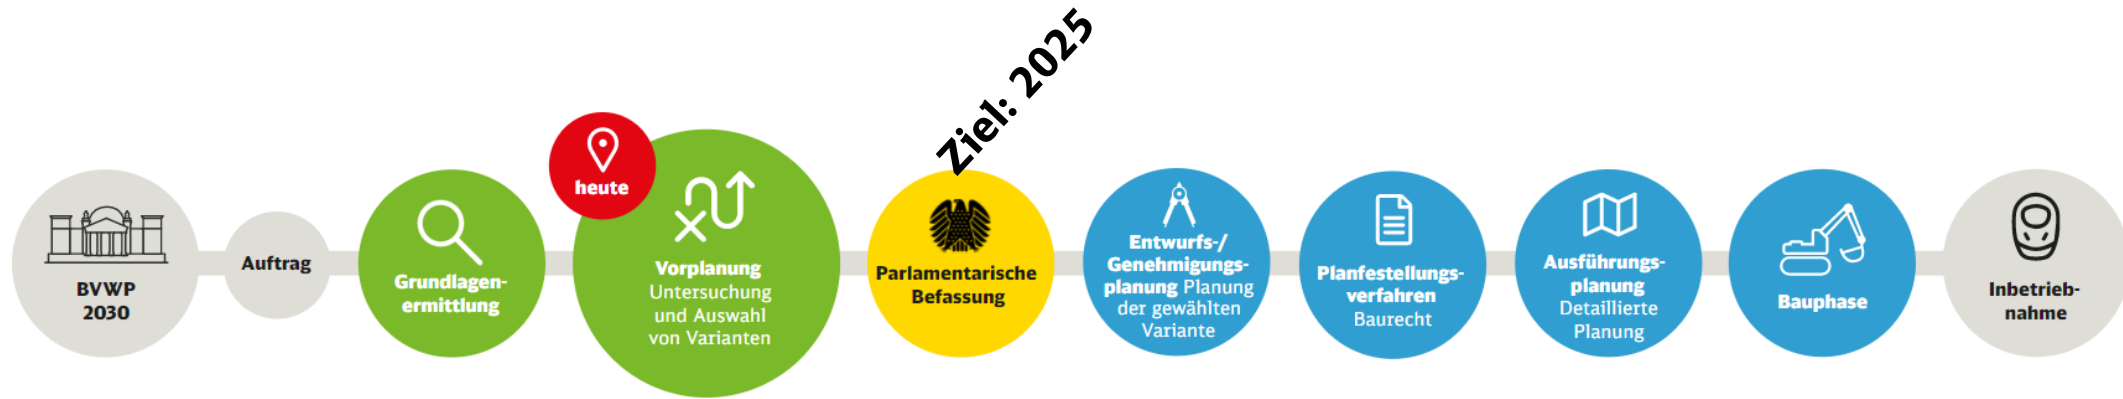 Ziel: 2025
heute
BVWP
2030
Auftrag
Grundlagen-
ermittlung
Vorplanung
Untersuchung
und Auswahl
von Varianten
Parlamentarische
Befassung
Entwurfs-/
Genehmigungs-
planung Planung
der gewählten
Variante
Planfestellungs-
verfahren
Baurecht
Ausführungs-
planung
Detaillierte
Planung
Bauphase
Inbetrieb-
nahme